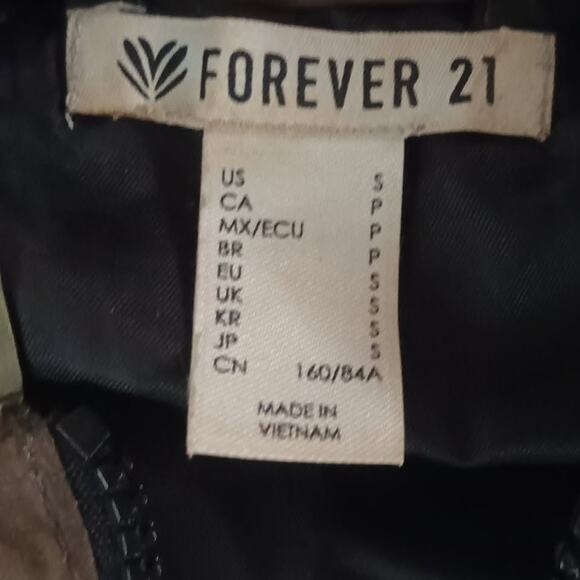 FOREVER 21
US S
CA P
MX/ECU P
BR P
EU S
UK S
KR S
JP S
CN 160/84A
MADE IN
VIETNAM